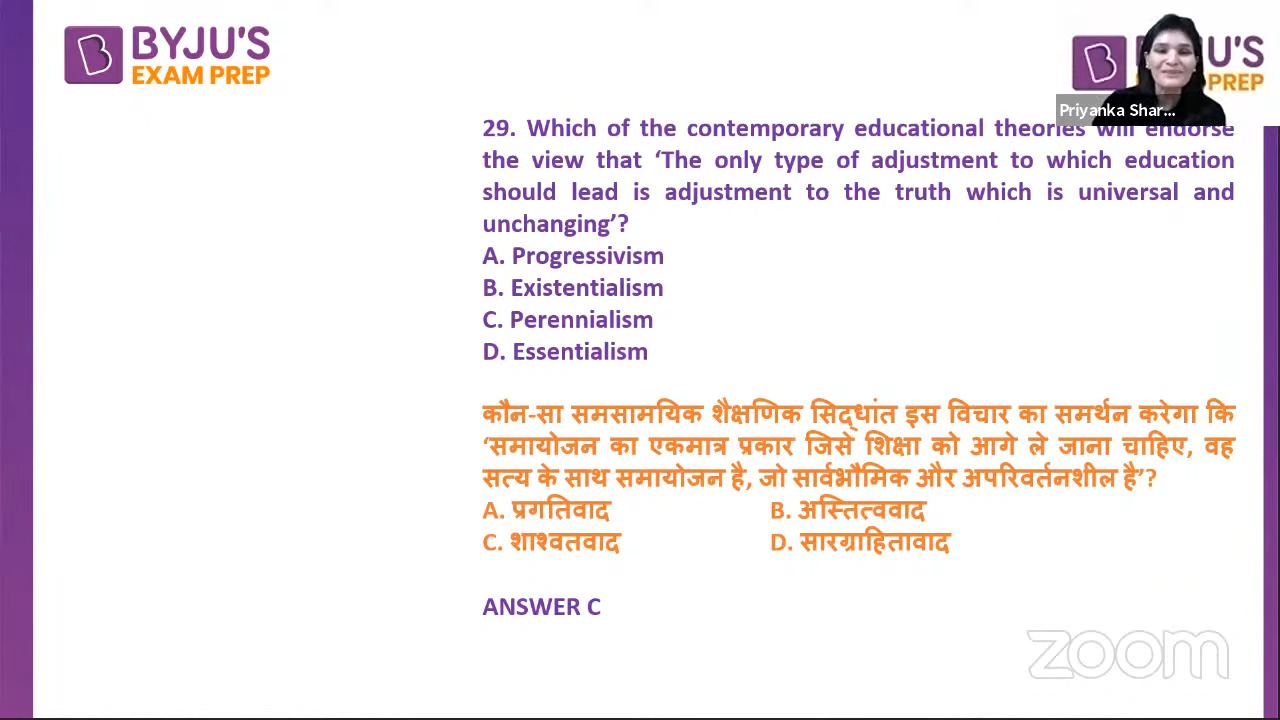 BYJU'S
EXAM PREP
U'S
PREP
Priyanka Shar...
29. Which of the contemporary educational theories will endorse
the view that ‘The only type of adjustment to which education
should lead is adjustment to the truth which is universal and
unchanging’?
A. Progressivism
B. Existentialism
C. Perennialism
D. Essentialism
कौन-सा समसामयिक शैक्षणिक सिद्धांत इस विचार का समर्थन करेगा कि
‘समायोजन का एकमात्र प्रकार जिसे शिक्षा को आगे ले जाना चाहिए, वह
सत्य के साथ समायोजन है, जो सार्वभौमिक और अपरिवर्तनशील है’?
A. प्रगतिवाद B. अस्तित्ववाद
C. शाश्वतवाद D. सारग्राहितावाद
ANSWER C
zoom